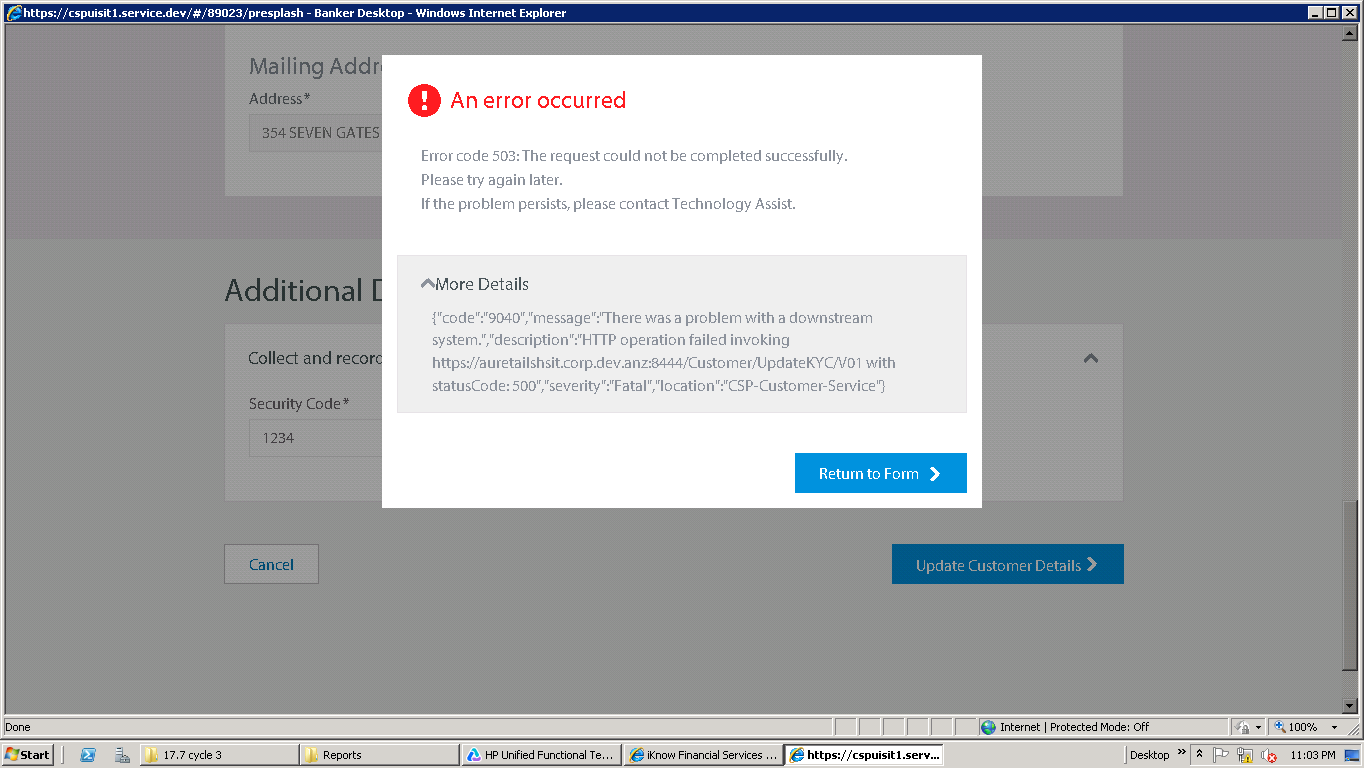 https://cspuisit1.service.dev/#/89023/presplash - Banker Desktop - Windows Internet Explorer
Mailing Addre
Address*
354 SEVEN GATES
An error occurred
Error code 503: The request could not be completed successfully.
Please try again later.
If the problem persists, please contact Technology Assist.
More Details
{"code":"9040","message":"There was a problem with a downstream
system.","description":"HTTP operation failed invoking
https://auretailshsit.corp.dev.anz:8444/Customer/UpdateKYC/V01 with
statusCode: 500","severity":"Fatal","location":"CSP-Customer-Service"}
Return to Form
Additional D
Collect and record
Security Code*
1234
Cancel
Update Customer Details
Done
Internet | Protected Mode: Off
100%
Start
17.7 cycle 3
Reports
HP Unified Functional Te...
iKnow Financial Services ...
https://cspuisit1.serv...
Desktop
11:03 PM